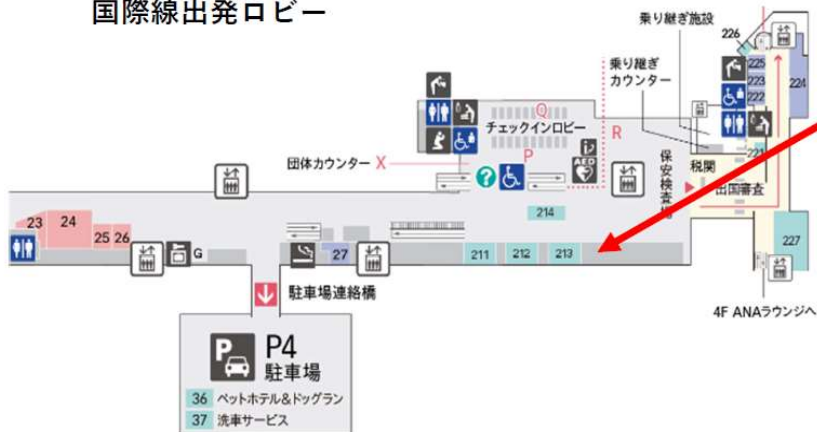 国際線出発ロビー
乗り継ぎ施設
226
乗り継ぎ
カウンター
225
223
222
224
221
Q
チェックインロビー
R
P
団体カウンター X
AED
?
保安検査場
税関
出国審査
23
24
25
26
G
27
214
211
212
213
227
駐車場連絡橋
4F ANAラウンジへ
P
P4
駐車場
36 ペットホテル&ドッグラン
37 洗車サービス